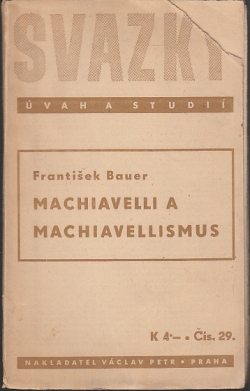 SVAZKY
ÚVAH A STUDIÍ
František Bauer
MACHIAVELLI A
MACHIAVELLISMUS
K 4·— • Čís. 29.
NAKLADATEL VÁCLAV PETR • PRAHA